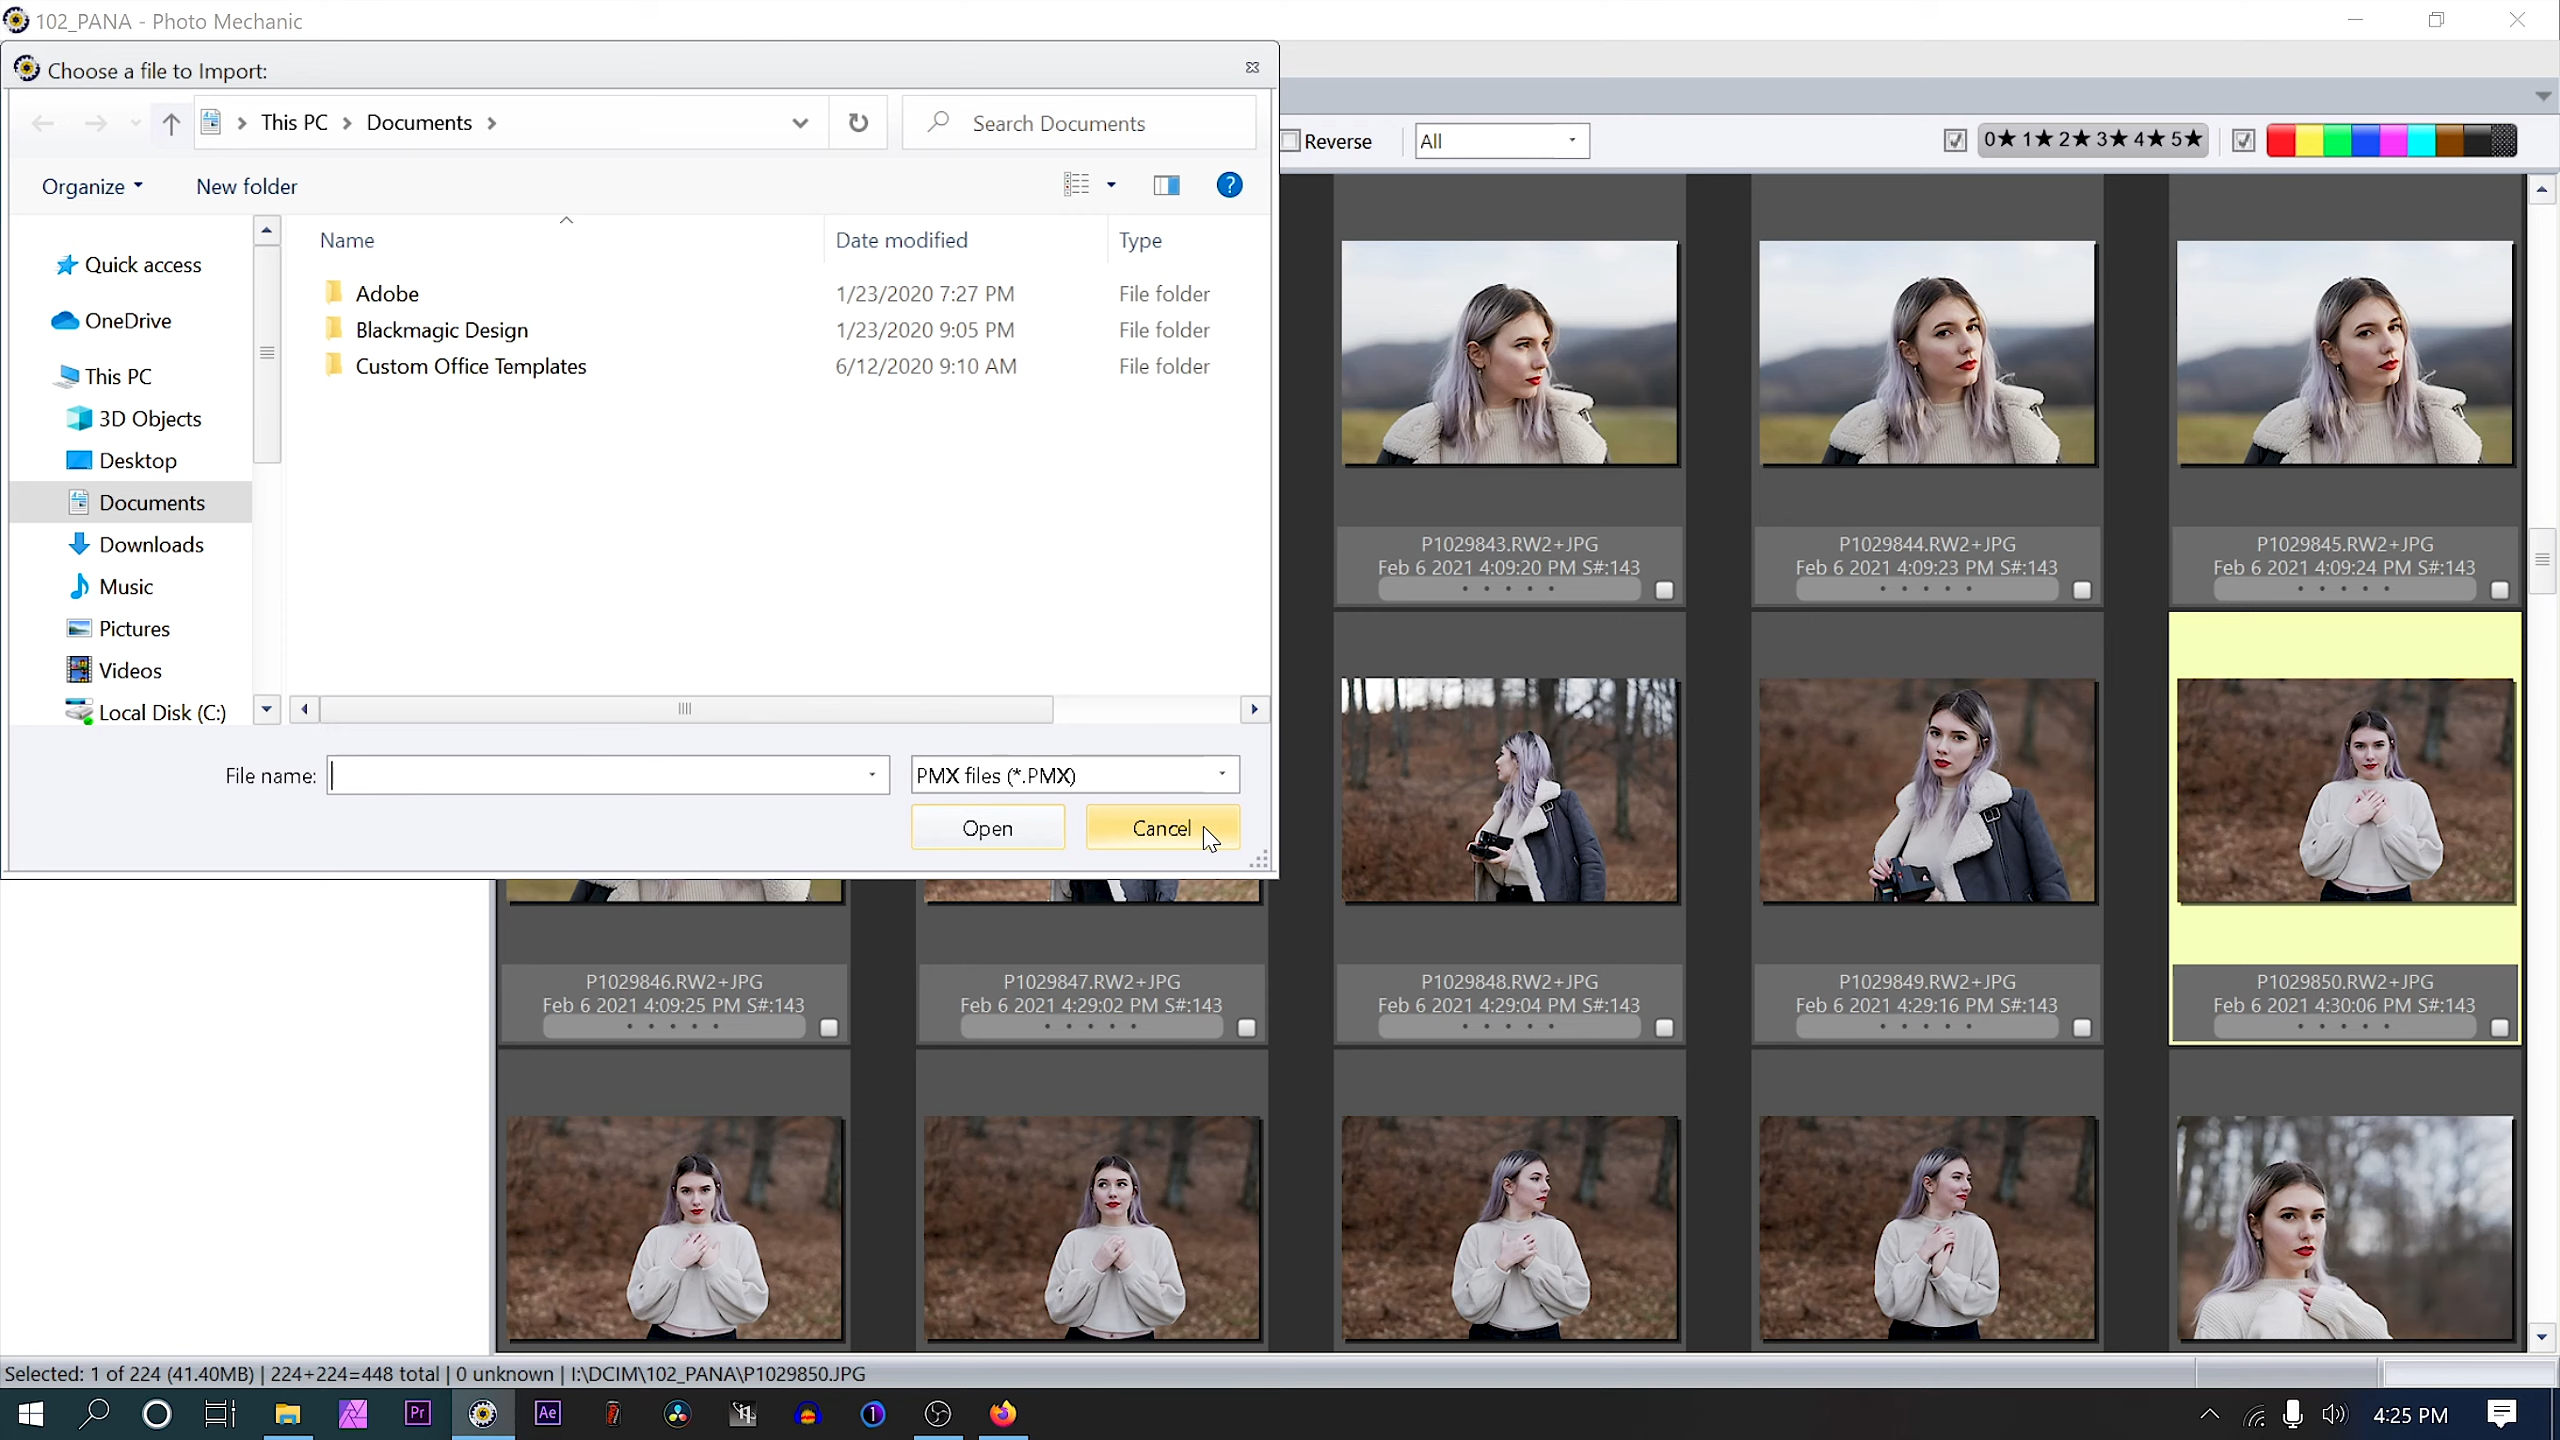 102_PANA - Photo Mechanic
Choose a file to Import:
This PC
Documents
Search Documents
Reverse
All
0★ 1★ 2★ 3★ 4★ 5★
Organize
New folder
Name
Date modified
Type
Quick access
OneDrive
This PC
3D Objects
Desktop
Documents
Downloads
Music
Pictures
Videos
Local Disk (C:)
Adobe 1/23/2020 7:27 PM File folder
Blackmagic Design 1/23/2020 9:05 PM File folder
Custom Office Templates 6/12/2020 9:10 AM File folder
File name:
PMX files (*.PMX)
Open
Cancel
P1029843.RW2+JPG
Feb 6 2021 4:09:20 PM S#:143
P1029844.RW2+JPG
Feb 6 2021 4:09:23 PM S#:143
P1029845.RW2+JPG
Feb 6 2021 4:09:24 PM S#:143
P1029846.RW2+JPG
Feb 6 2021 4:09:25 PM S#:143
P1029847.RW2+JPG
Feb 6 2021 4:29:02 PM S#:143
P1029848.RW2+JPG
Feb 6 2021 4:29:04 PM S#:143
P1029849.RW2+JPG
Feb 6 2021 4:29:16 PM S#:143
P1029850.RW2+JPG
Feb 6 2021 4:30:06 PM S#:143
Selected: 1 of 224 (41.40MB) | 224+224=448 total | 0 unknown | I:\DCIM\102_PANA\P1029850.JPG
Pr
Ae
4:25 PM